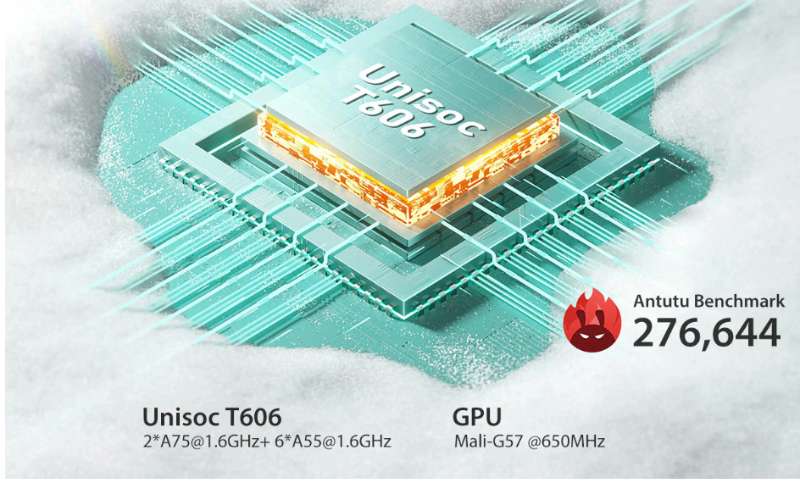 Unisoc
T606
Antutu Benchmark
276,644
Unisoc T606
2*A75@1.6GHz+ 6*A55@1.6GHz
GPU
Mali-G57 @650MHz